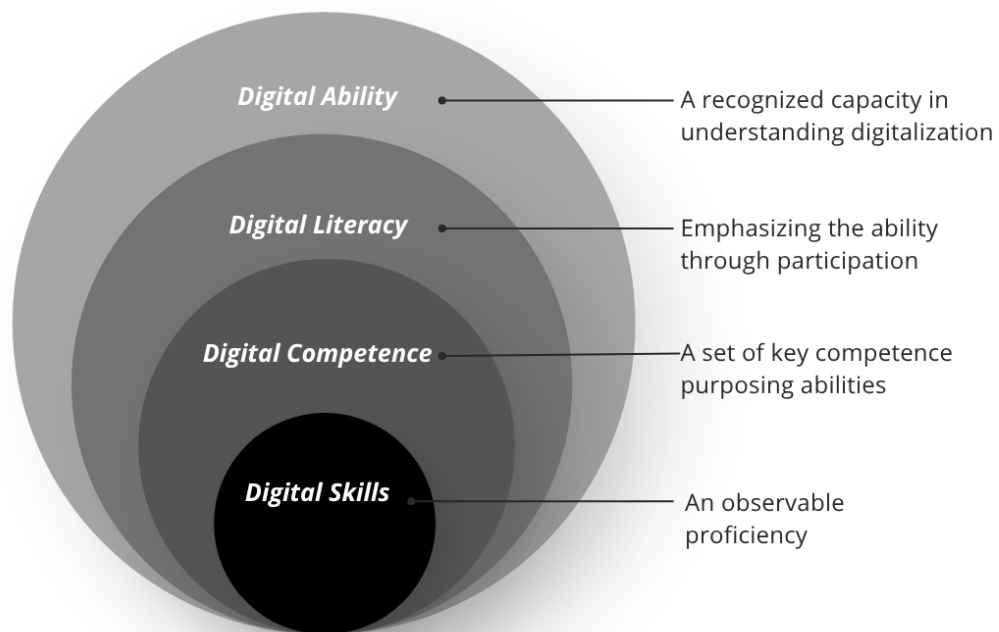 Digital Ability
A recognized capacity in
understanding digitalization
Digital Literacy
Emphasizing the ability
through participation
Digital Competence
A set of key competence
purposing abilities
Digital Skills
An observable
proficiency